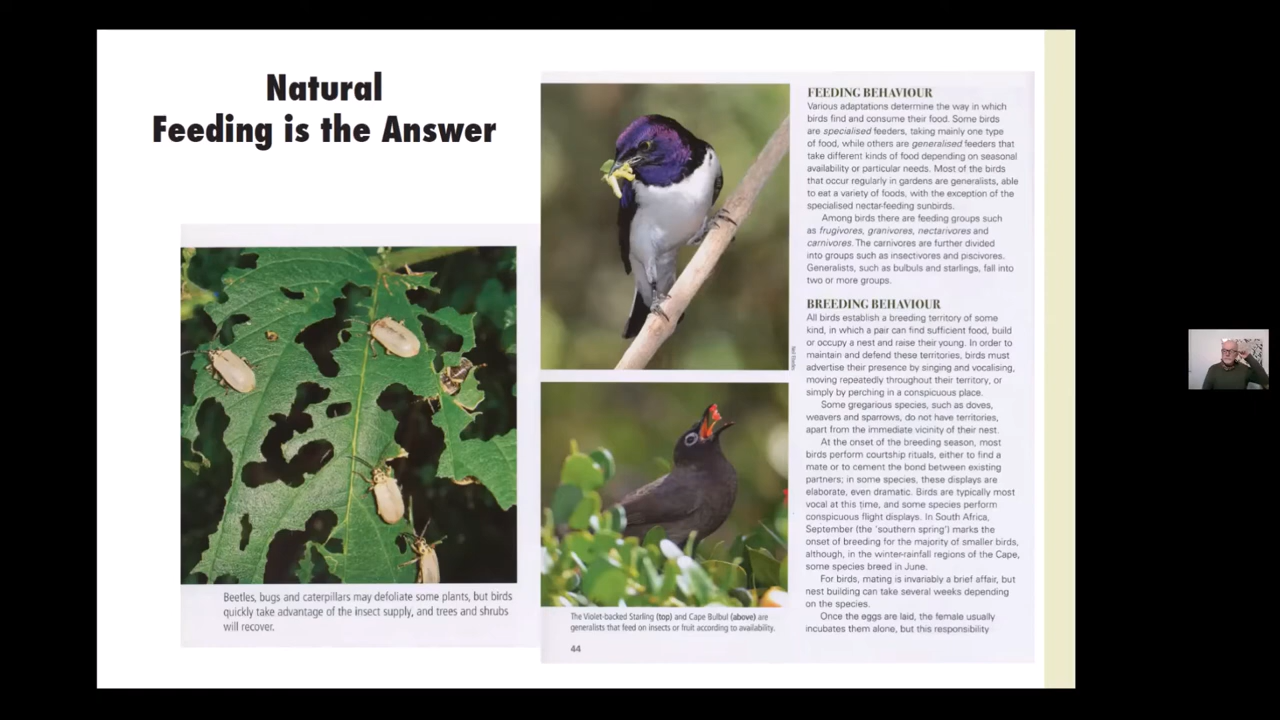 Natural
Feeding is the Answer
Beetles, bugs and caterpillars may defoliate some plants, but birds
quickly take advantage of the insect supply, and trees and shrubs
will recover.
The Violet-backed Starling (top) and Cape Bulbul (above) are
generalists that feed on insects or fruit according to availability.
44
FEEDING BEHAVIOUR
Various adaptations determine the way in which
birds find and consume their food. Some birds
are specialised feeders, taking mainly one type
of food, while others are generalised feeders that
take different kinds of food depending on seasonal
availability or particular needs. Most of the birds
that occur regularly in gardens are generalists, able
to eat a variety of foods, with the exception of the
specialised nectar-feeding sunbirds.
Among birds there are feeding groups such
as frugivores, granivores, nectarivores and
carnivores. The carnivores are further divided
into groups such as insectivores and piscivores.
Generalists, such as bulbuls and starlings, fall into
two or more groups.
BREEDING BEHAVIOUR
All birds establish a breeding territory of some
kind, in which a pair can find sufficient food, build
or occupy a nest and raise their young. In order to
maintain and defend these territories, birds must
advertise their presence by singing and vocalising,
moving repeatedly throughout their territory, or
simply by perching in a conspicuous place.
Some gregarious species, such as doves,
weavers and sparrows, do not have territories,
apart from the immediate vicinity of their nest.
At the onset of the breeding season, most
birds perform courtship rituals, either to find a
mate or to cement the bond between existing
partners; in some species, these displays are
elaborate, even dramatic. Birds are typically most
vocal at this time, and some species perform
conspicuous flight displays. In South Africa,
September (the 'southern spring') marks the
onset of breeding for the majority of smaller birds,
although, in the winter-rainfall regions of the Cape,
some species breed in June.
For birds, mating is invariably a brief affair, but
nest building can take several weeks depending
on the species.
Once the eggs are laid, the female usually
incubates them alone, but this responsibility